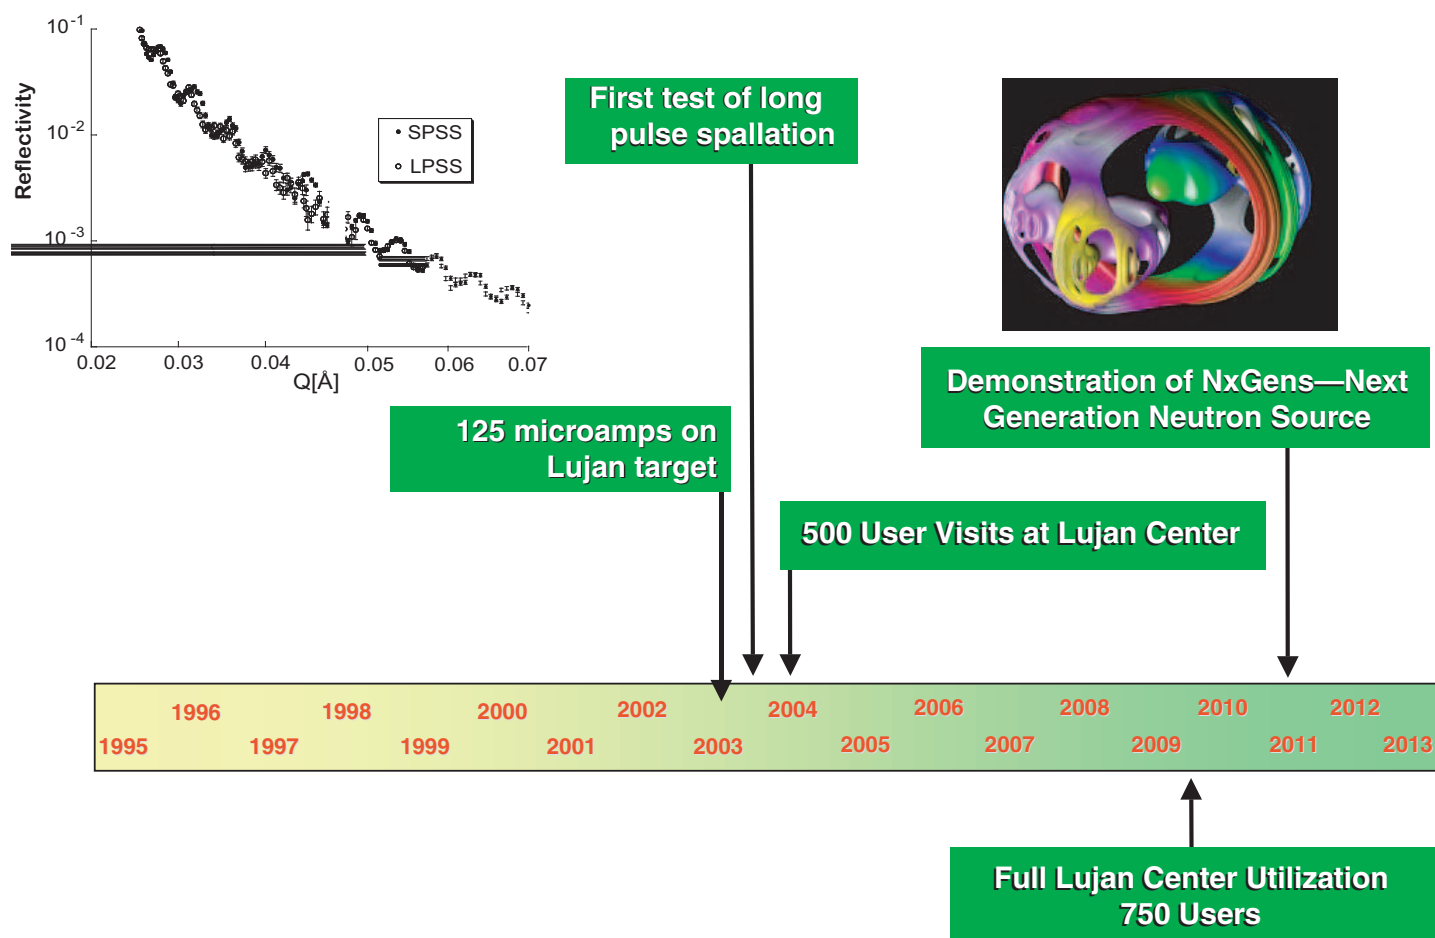 10-1
10-2
10-3
10-4
Reflectivity
SPSS
LPSS
0.02 0.03 0.04 0.05 0.06 0.07
Q[Å]
First test of long
pulse spallation
125 microamps on
Lujan target
Demonstration of NxGens—Next
Generation Neutron Source
500 User Visits at Lujan Center
1996 1998 2000 2002 2004 2006 2008 2010 2012
1995 1997 1999 2001 2003 2005 2007 2009 2011 2013
Full Lujan Center Utilization
750 Users